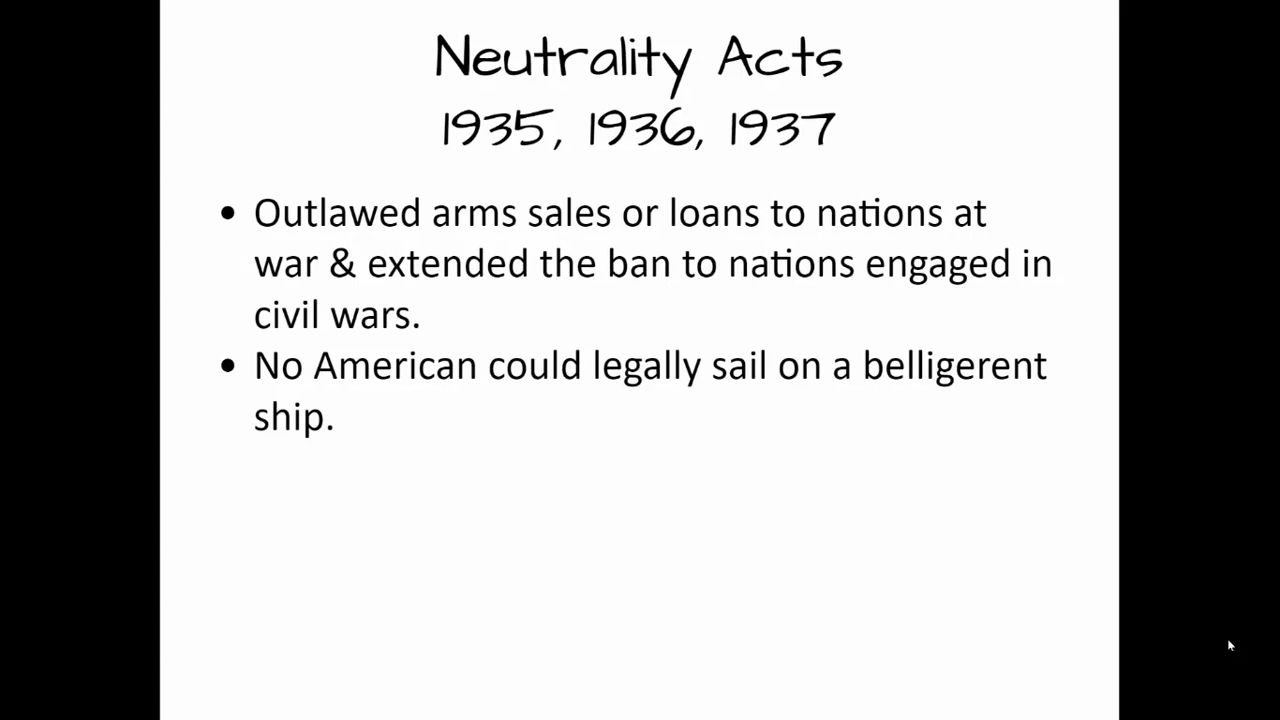 Neutrality Acts
1935, 1936, 1937
• Outlawed arms sales or loans to nations at
war & extended the ban to nations engaged in
civil wars.
• No American could legally sail on a belligerent
ship.